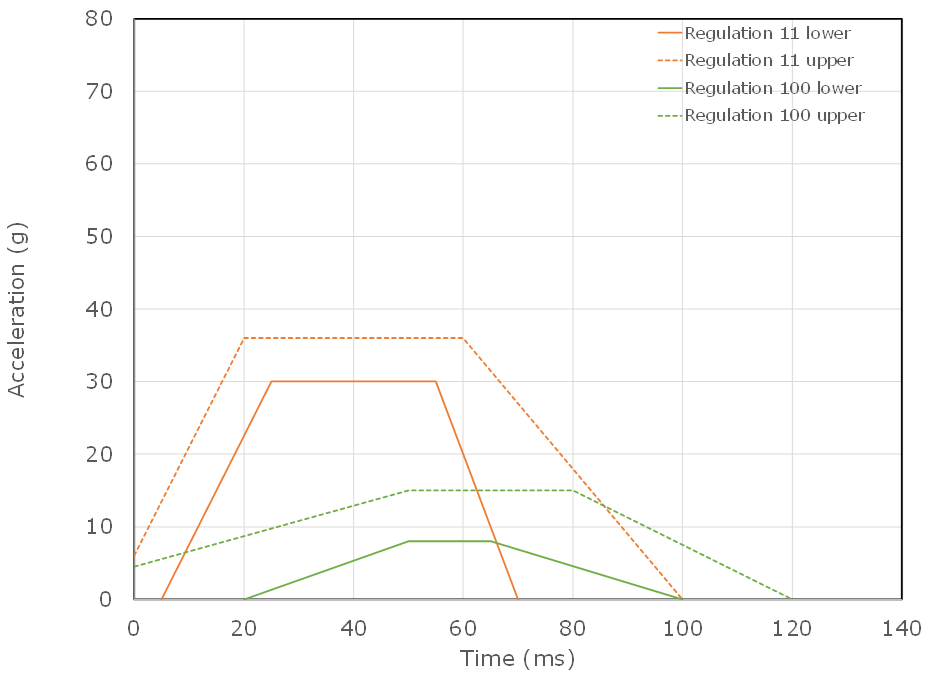 80
70
60
50
40
30
20
10
0
Acceleration (g)
Regulation 11 lower
Regulation 11 upper
Regulation 100 lower
Regulation 100 upper
0 20 40 60 80 100 120 140
Time (ms)